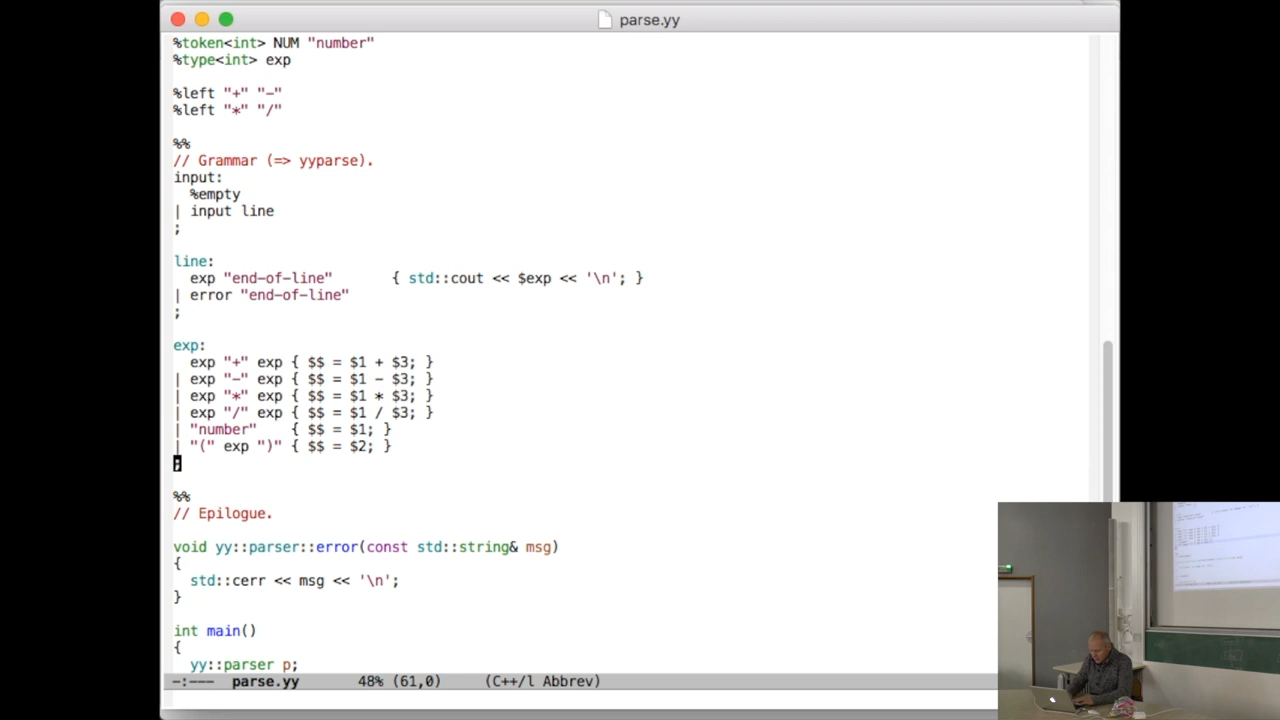 parse.yy
%token<int> NUM "number"
%type<int> exp
%left "+" "-"
%left "*" "/"
%%
// Grammar (=> yyparse).
input:
%empty
| input line
;
line:
exp "end-of-line" { std::cout << $exp << '\n'; }
| error "end-of-line"
;
exp:
exp "+" exp { $$ = $1 + $3; }
| exp "-" exp { $$ = $1 - $3; }
| exp "*" exp { $$ = $1 * $3; }
| exp "/" exp { $$ = $1 / $3; }
| "number" { $$ = $1; }
| "(" exp ")" { $$ = $2; }
;
%%
// Epilogue.
void yy::parser::error(const std::string& msg)
{
std::cerr << msg << '\n';
}
int main()
{
yy::parser p;
-:--- parse.yy 48% (61,0) (C++/l Abbrev)